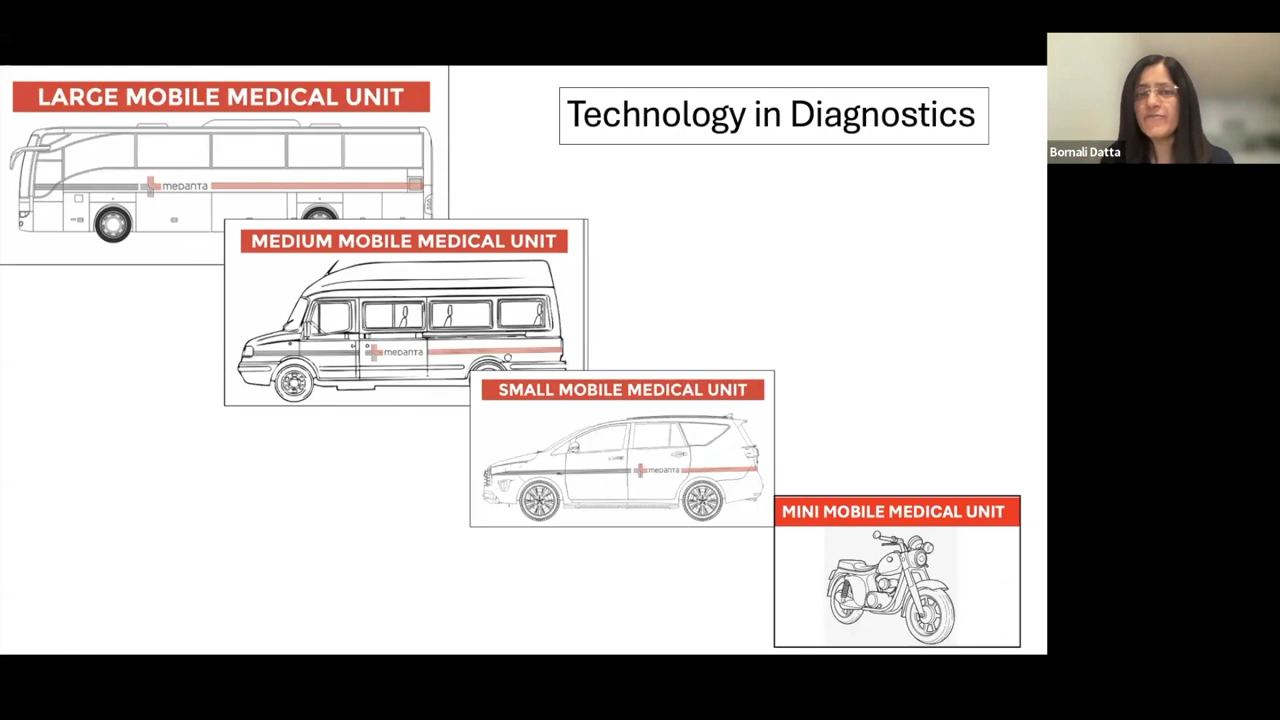 LARGE MOBILE MEDICAL UNIT
Technology in Diagnostics
Bornali Datta
medanta
MEDIUM MOBILE MEDICAL UNIT
medanta
SMALL MOBILE MEDICAL UNIT
medanta
MINI MOBILE MEDICAL UNIT